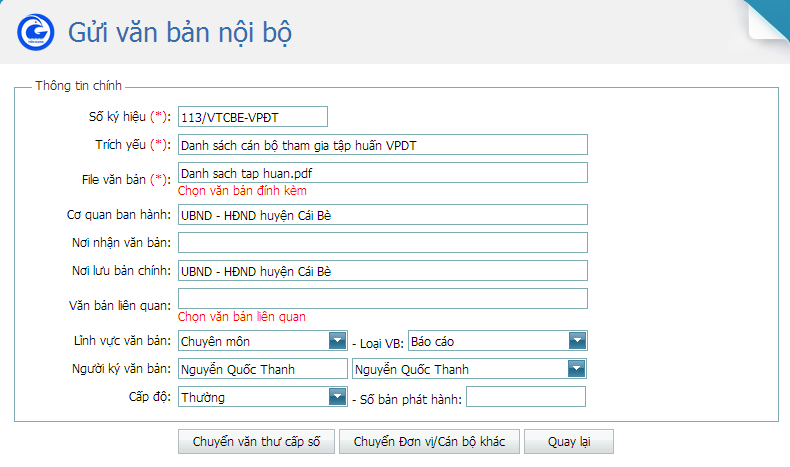 Gửi văn bản nội bộ
Thông tin chính
Số ký hiệu (*): 113/VTCBE-VPĐT
Trích yếu (*): Danh sách cán bộ tham gia tập huấn VPDT
File văn bản (*): Danh sach tap huan.pdf
Chọn văn bản đính kèm
Cơ quan ban hành: UBND - HĐND huyện Cái Bè
Nơi nhận văn bản:
Nơi lưu bản chính: UBND - HĐND huyện Cái Bè
Văn bản liên quan:
Chọn văn bản liên quan
Lĩnh vực văn bản: Chuyên môn - Loại VB: Báo cáo
Người ký văn bản: Nguyễn Quốc Thanh Nguyễn Quốc Thanh
Cấp độ: Thường - Số bản phát hành:
Chuyển văn thư cấp số Chuyển Đơn vị/Cán bộ khác Quay lại